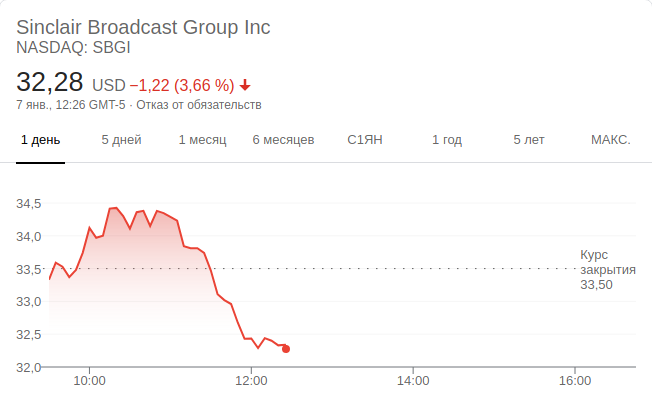 Sinclair Broadcast Group Inc
NASDAQ: SBGI
32,28 USD −1,22 (3,66 %)
7 янв., 12:26 GMT-5 · Отказ от обязательств
1 день 5 дней 1 месяц 6 месяцев С1ЯН 1 год 5 лет МАКС.
34,5
34,0
33,5
33,0
32,5
32,0
Курс
закрытия
33,50
10:00 12:00 14:00 16:00